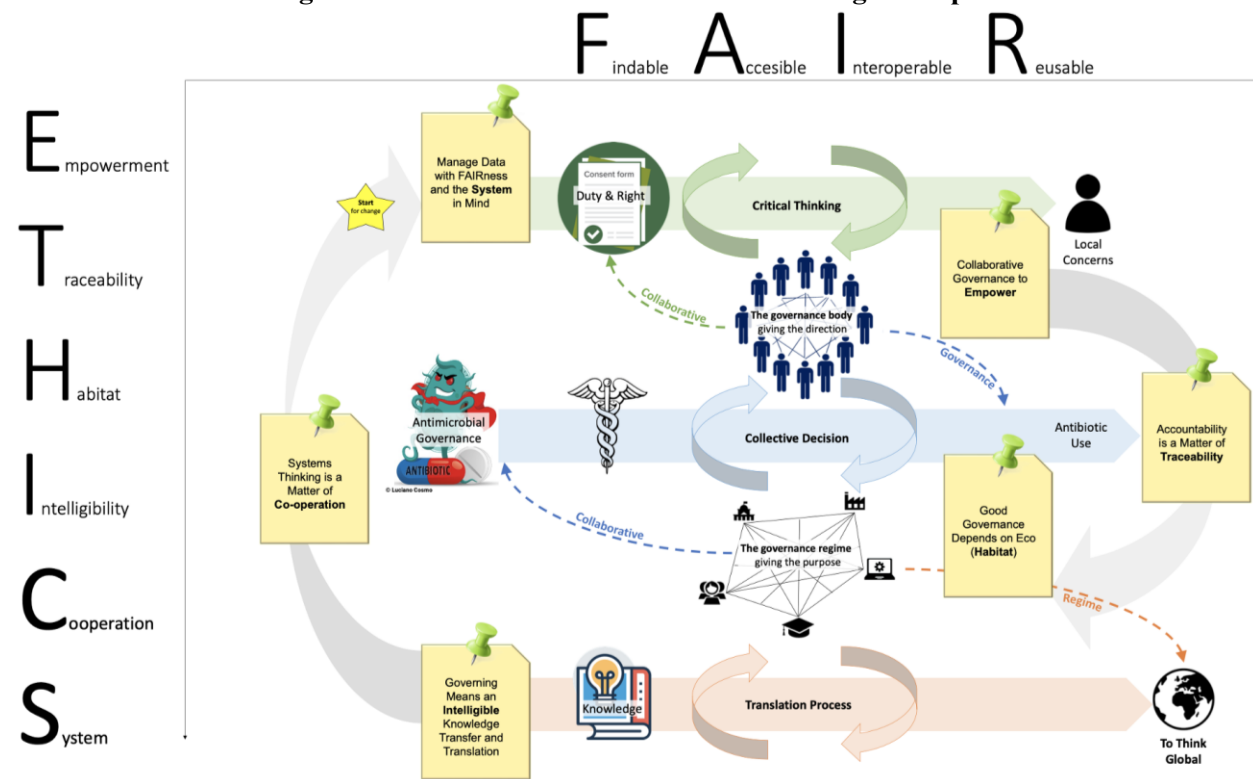 Findable Accesible Interoperable Reusable
Empowerment
Traceability
Habitat
Intelligibility
Cooperation
System
Start
for change
Manage Data
with FAIRness
and the System
in Mind
Consent form
Duty & Right
Critical Thinking
Local
Concerns
Collaborative
Governance to
Empower
Collaborative
The governance body
giving the direction
Governance
Systems
Thinking is a
Matter of
Co-operation
Antimicrobial
Governance
ANTIBIOTIC
© Luciano Cosmo
Collective Decision
Antibiotic
Use
Accountability
is a Matter of
Traceability
Collaborative
The governance regime
giving the purpose
Good
Governance
Depends on Eco
(Habitat)
Regime
Governing
Means an
Intelligible
Knowledge
Transfer and
Translation
Knowledge
Translation Process
To Think
Global